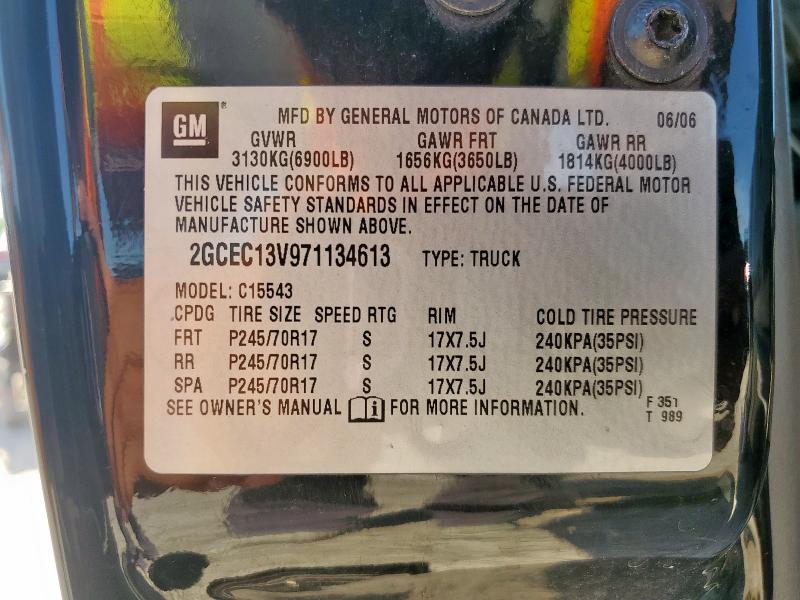 GM® MFD BY GENERAL MOTORS OF CANADA LTD. 06/06
GVWR GAWR FRT GAWR RR
3130KG(6900LB) 1656KG(3650LB) 1814KG(4000LB)
THIS VEHICLE CONFORMS TO ALL APPLICABLE U.S. FEDERAL MOTOR
VEHICLE SAFETY STANDARDS IN EFFECT ON THE DATE OF
MANUFACTURE SHOWN ABOVE.
2GCEC13V971134613 TYPE: TRUCK
MODEL: C15543
CPDG TIRE SIZE SPEED RTG RIM COLD TIRE PRESSURE
FRT P245/70R17 S 17X7.5J 240KPA(35PSI)
RR P245/70R17 S 17X7.5J 240KPA(35PSI)
SPA P245/70R17 S 17X7.5J 240KPA(35PSI)
SEE OWNER'S MANUAL i FOR MORE INFORMATION.
F 351
T 989